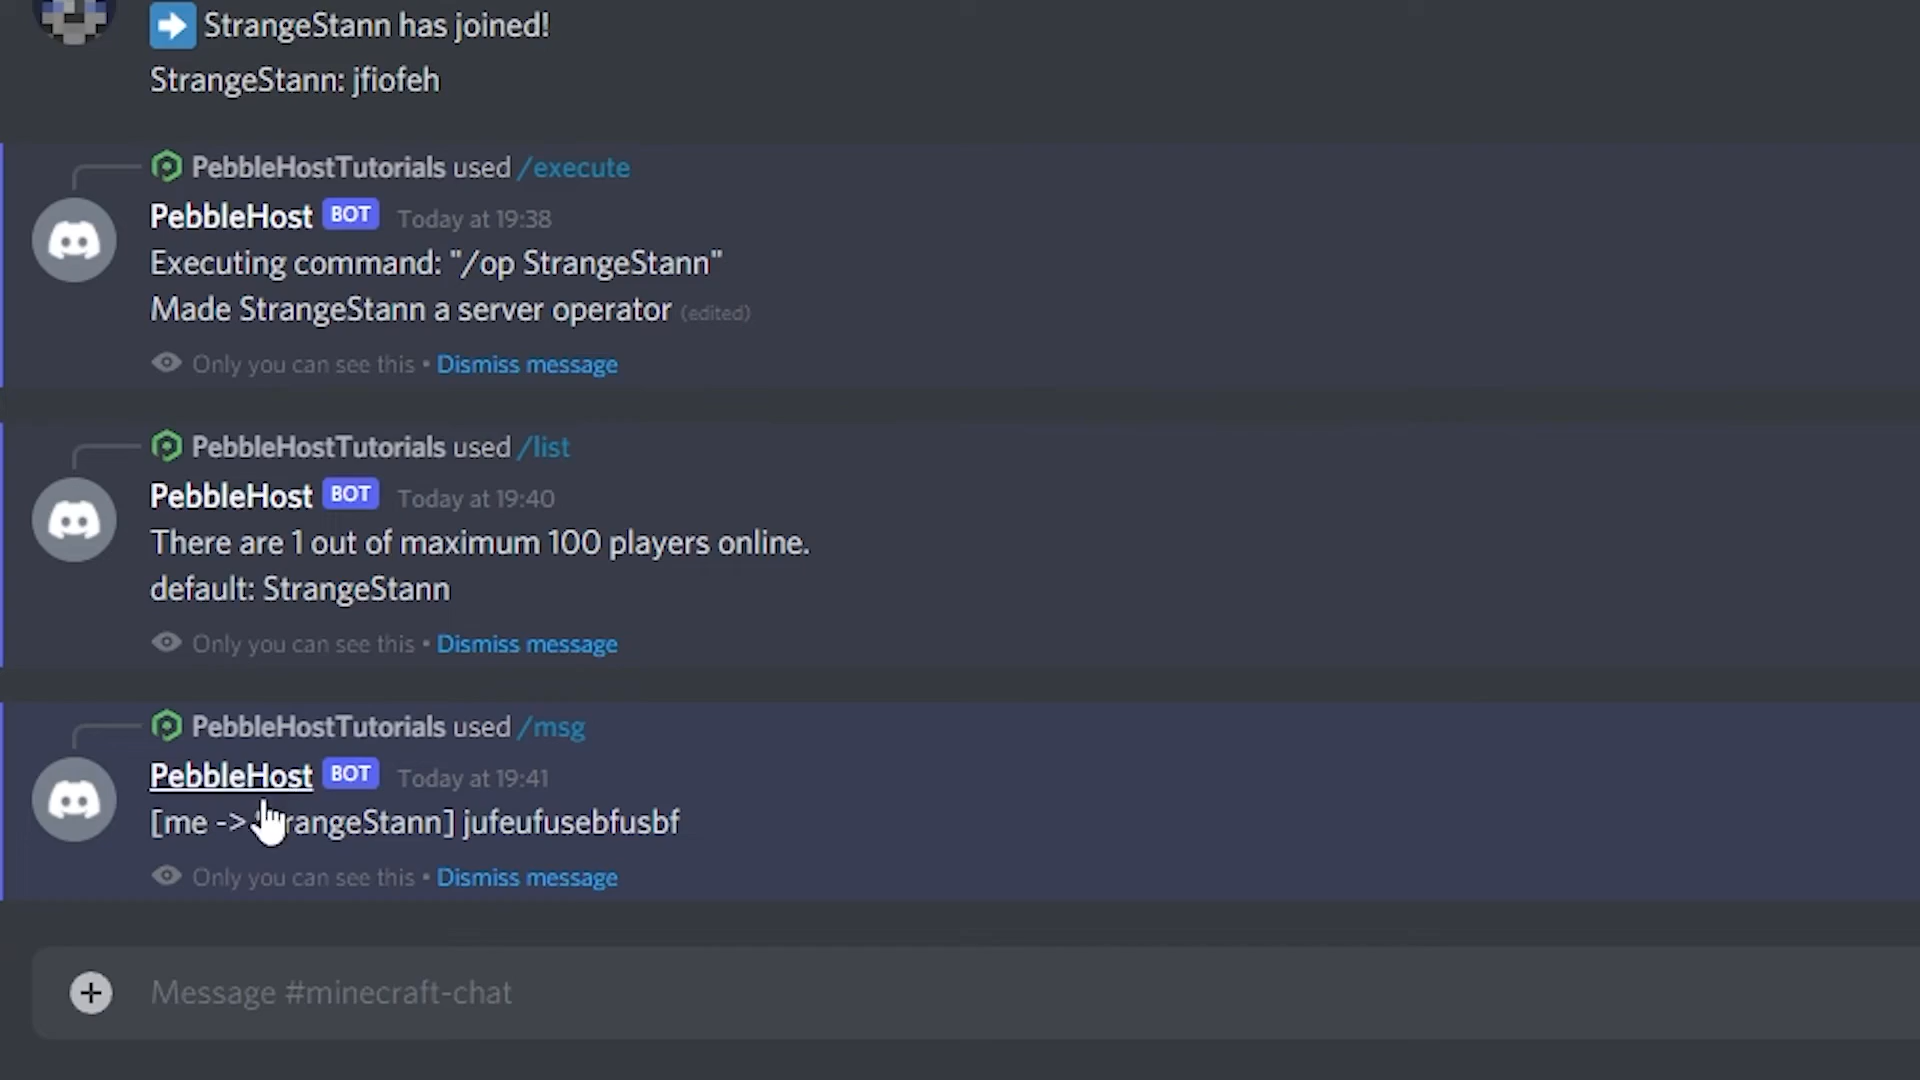 StrangeStann has joined!
StrangeStann: jfiofeh
PebbleHostTutorials used /execute
PebbleHost BOT Today at 19:38
Executing command: "/op StrangeStann"
Made StrangeStann a server operator (edited)
Only you can see this • Dismiss message
PebbleHostTutorials used /list
PebbleHost BOT Today at 19:40
There are 1 out of maximum 100 players online.
default: StrangeStann
Only you can see this • Dismiss message
PebbleHostTutorials used /msg
PebbleHost BOT Today at 19:41
[me -> StrangeStann] jufeufusebfusbf
Only you can see this • Dismiss message
Message #minecraft-chat